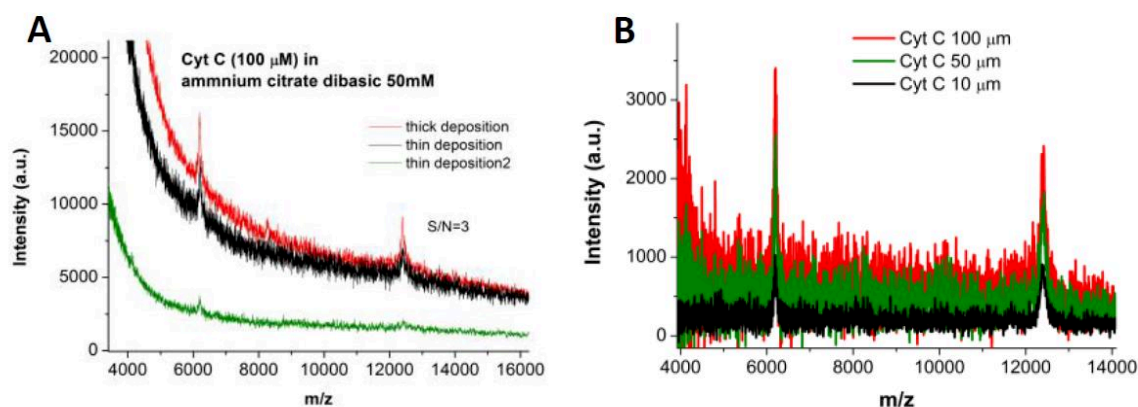 A
Cyt C (100 μM) in
ammnium citrate dibasic 50mM
thick deposition
thin deposition
thin deposition2
S/N=3
Intensity (a.u.)
20000
15000
10000
5000
0
4000 6000 8000 10000 12000 14000 16000
m/z
B
Cyt C 100 μm
Cyt C 50 μm
Cyt C 10 μm
Intensity (a.u.)
3000
2000
1000
0
4000 6000 8000 10000 12000 14000
m/z